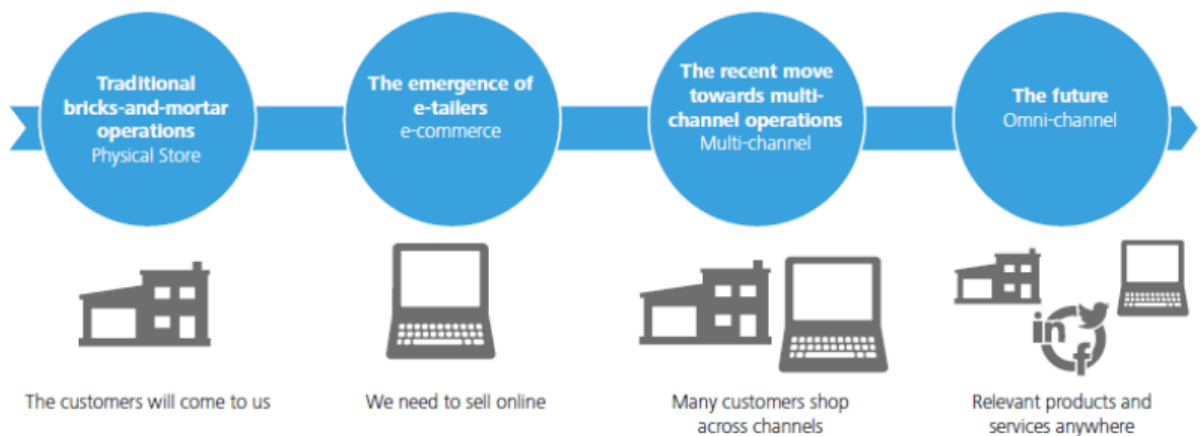 Traditional
bricks-and-mortar
operations
Physical Store
The emergence of
e-tailers
e-commerce
The recent move
towards multi-
channel operations
Multi-channel
The future
Omni-channel
in
f
The customers will come to us
We need to sell online
Many customers shop
across channels
Relevant products and
services anywhere